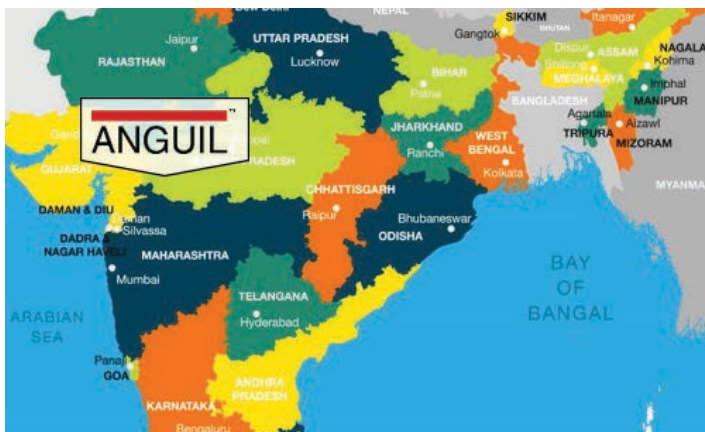 NEPAL
SIKKIM
Gangtok
BHUTAN
Itanagar
Jaipur
UTTAR PRADESH
Lucknow
RAJASTHAN
Dispur
ASSAM
NAGALA
Kohima
Shillong
MEGHALAYA
BIHAR
Patna
Imphal
MANIPUR
BANGLADESH
ANGUIL
TM
JHARKHAND
Ranchi
WEST
BENGAL
Kolkata
Agartala
TRIPURA
Aizawl
MIZORAM
MYANMA
GUJARAT
PRADESH
CHHATTISGARH
Raipur
DAMAN & DIU
Silvassa
DADRA &
NAGAR HAVELI
MAHARASHTRA
Mumbai
Bhubaneswar
ODISHA
BAY
OF
BANGAL
ARABIAN
SEA
TELANGANA
Hyderabad
Panaji
GOA
ANDHRA
PRADESH
KARNATAKA
Bengaluru